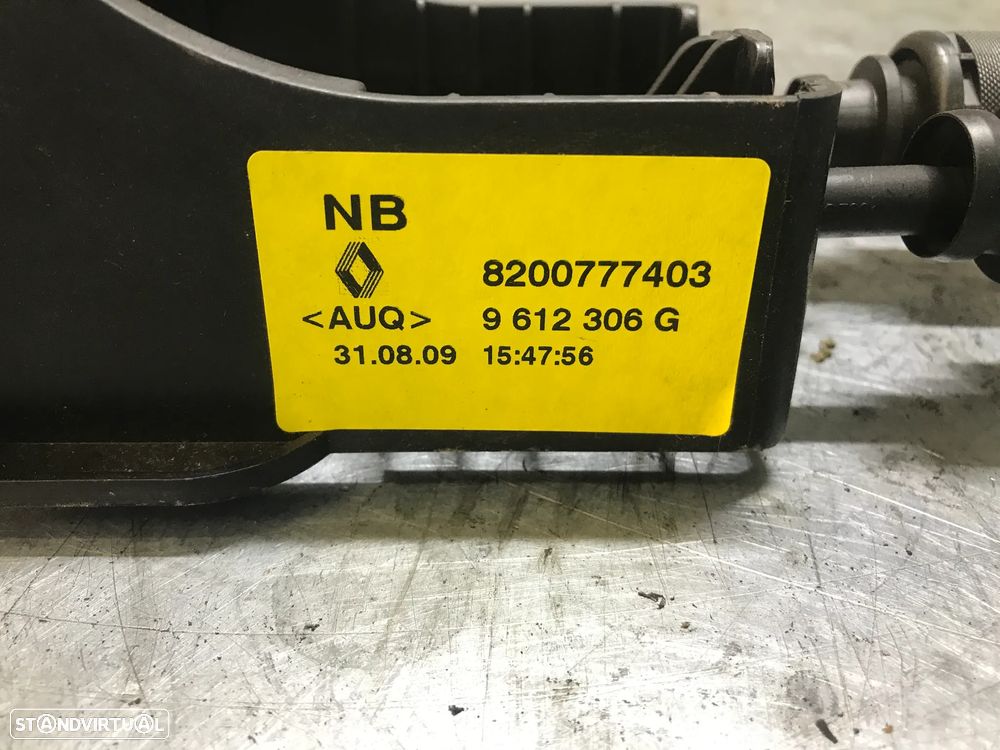 NB
8200777403
<AUQ> 9 612 306 G
31.08.09 15:47:56
STANDVIRTUAL